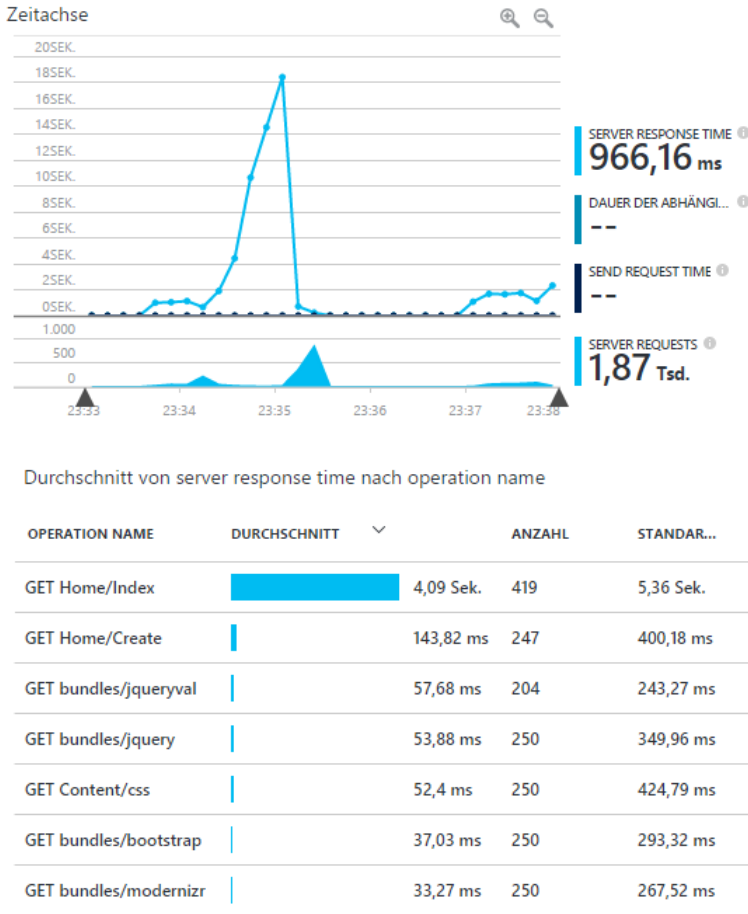 Zeitachse
20SEK.
18SEK.
16SEK.
14SEK.
12SEK.
10SEK.
8SEK.
6SEK.
4SEK.
2SEK.
0SEK.
1.000
500
0
23:33 23:34 23:35 23:36 23:37 23:38
SERVER RESPONSE TIME
966,16 ms
DAUER DER ABHÄNGI...
--
SEND REQUEST TIME
--
SERVER REQUESTS
1,87 Tsd.
Durchschnitt von server response time nach operation name
OPERATION NAME DURCHSCHNITT ANZAHL STANDAR...
GET Home/Index 4,09 Sek. 419 5,36 Sek.
GET Home/Create 143,82 ms 247 400,18 ms
GET bundles/jqueryval 57,68 ms 204 243,27 ms
GET bundles/jquery 53,88 ms 250 349,96 ms
GET Content/css 52,4 ms 250 424,79 ms
GET bundles/bootstrap 37,03 ms 250 293,32 ms
GET bundles/modernizr 33,27 ms 250 267,52 ms